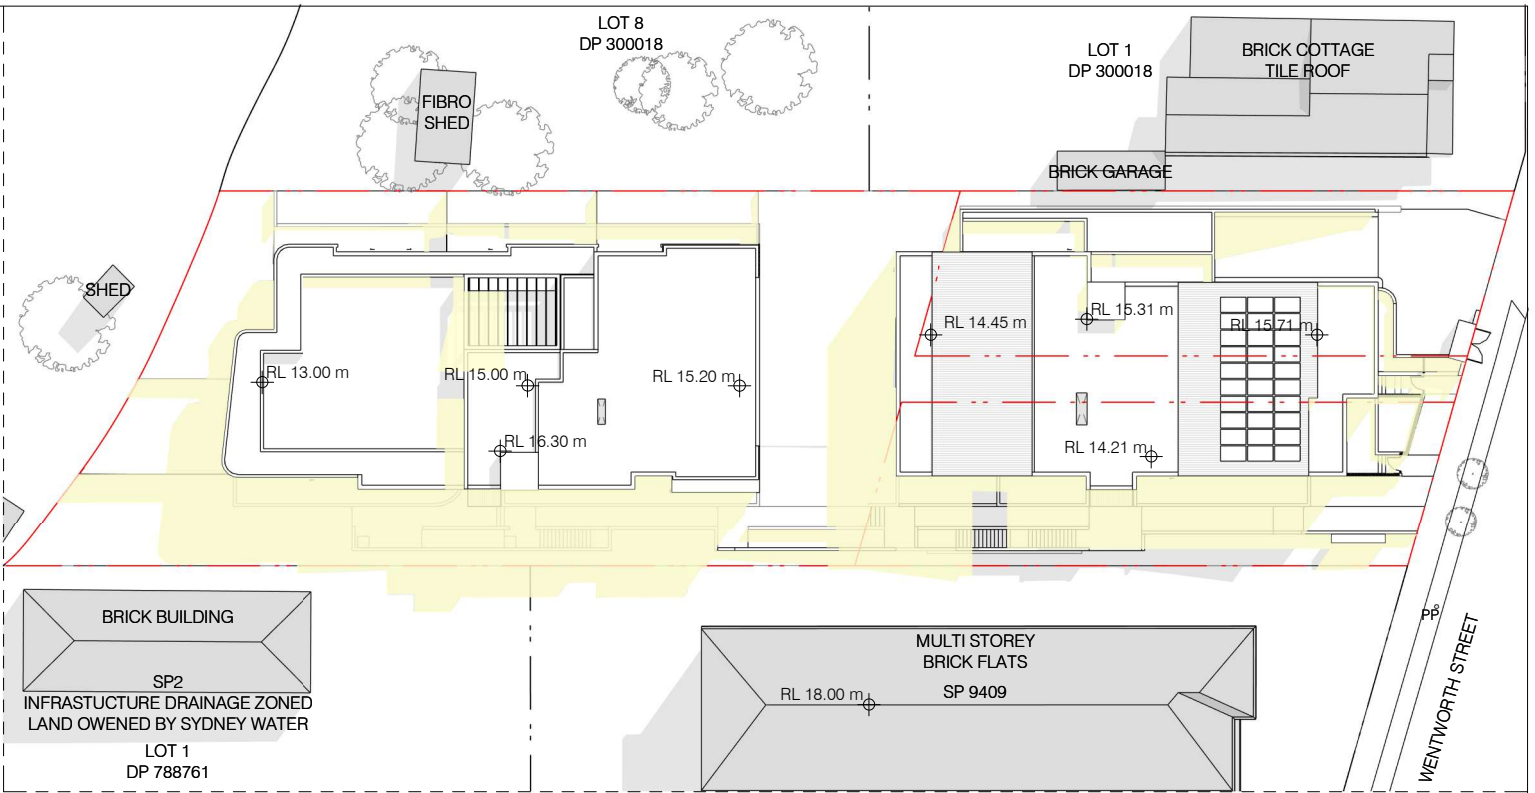 LOT 8
DP 300018
LOT 1
DP 300018
BRICK COTTAGE
TILE ROOF
FIBRO
SHED
BRICK GARAGE
SHED
RL 14.45 m
RL 15.31 m
RL 15.71 m
RL 13.00 m
RL 15.00 m
RL 15.20 m
RL 16.30 m
RL 14.21 m
BRICK BUILDING
SP2
INFRASTUCTURE DRAINAGE ZONED
LAND OWENED BY SYDNEY WATER
LOT 1
DP 788761
MULTI STOREY
BRICK FLATS
SP 9409
RL 18.00 m
PP
WENTWORTH STREET